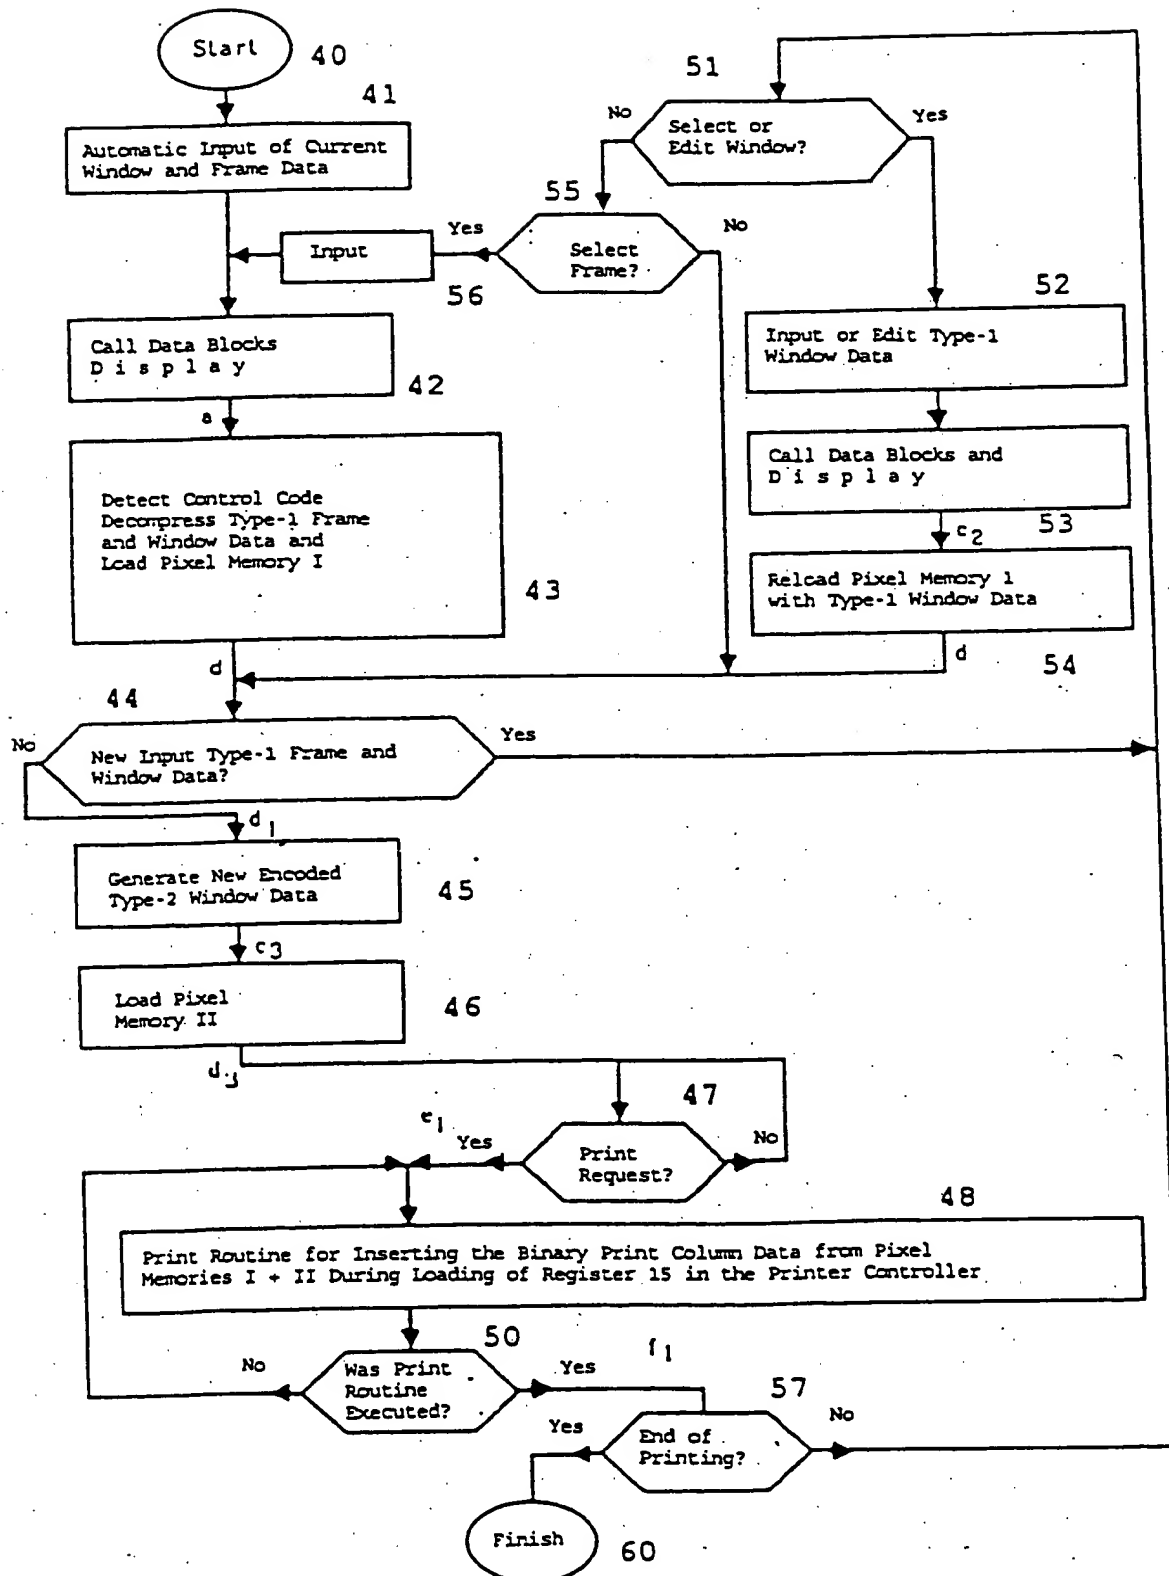 Start
40
41
Automatic Input of Current
Window and Frame Data
51
No
Select or
Edit Window?
Yes
55
Yes
Select
Frame?
No
Input
56
52
Input or Edit Type-1
Window Data
Call Data Blocks
D i s p l a y
42
a
Call Data Blocks and
D i s p l a y
53
c2
Detect Control Code
Decompress Type-1 Frame
and Window Data and
Load Pixel Memory I
43
Reload Pixel Memory 1
with Type-1 Window Data
54
d
d
44
No
New Input Type-1 Frame and
Window Data?
Yes
d1
Generate New Encoded
Type-2 Window Data
45
c3
Load Pixel
Memory II
46
d3
47
e1
Yes
Print
Request?
No
48
Print Routine for Inserting the Binary Print Column Data from Pixel
Memories I + II During Loading of Register 15 in the Printer Controller
50
No
Was Print
Routine
Executed?
Yes
f1
57
Yes
End of
Printing?
No
Finish
60